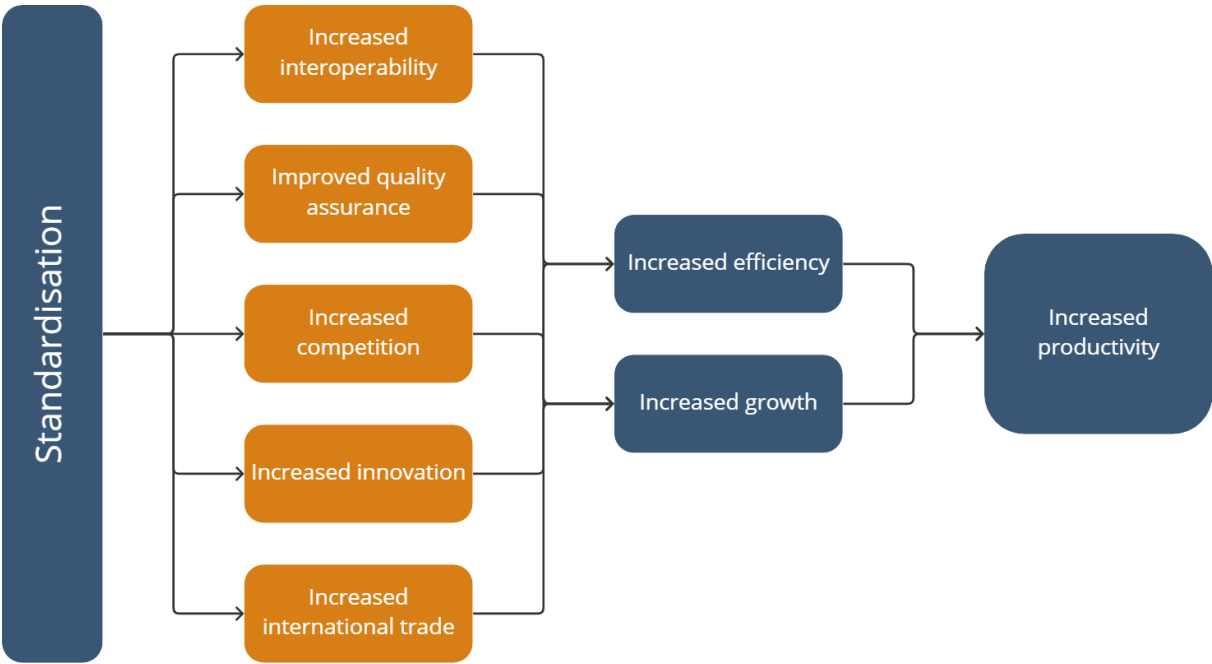 Standardisation
Increased
interoperability
Improved quality
assurance
Increased
competition
Increased innovation
Increased
international trade
Increased efficiency
Increased growth
Increased
productivity